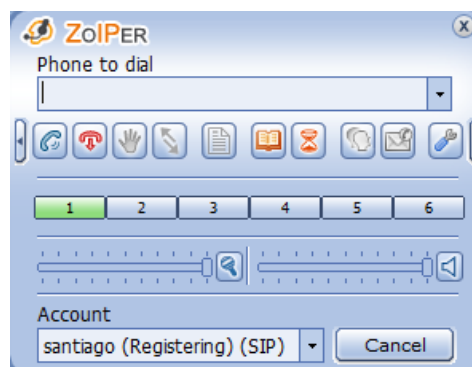 ZoIPER
Phone to dial
1 2 3 4 5 6
Account
santiago (Registering) (SIP) Cancel